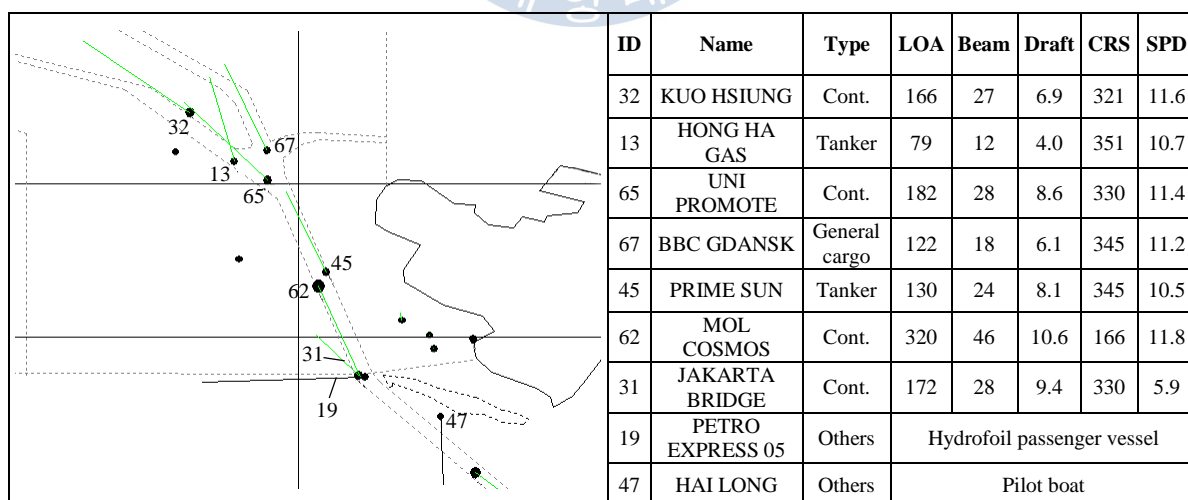 32
67
13
65
45
62
31
19
47
ID Name Type LOA Beam Draft CRS SPD
32 KUO HSIUNG Cont. 166 27 6.9 321 11.6
13 HONG HA GAS Tanker 79 12 4.0 351 10.7
65 UNI PROMOTE Cont. 182 28 8.6 330 11.4
67 BBC GDANSK General cargo 122 18 6.1 345 11.2
45 PRIME SUN Tanker 130 24 8.1 345 10.5
62 MOL COSMOS Cont. 320 46 10.6 166 11.8
31 JAKARTA BRIDGE Cont. 172 28 9.4 330 5.9
19 PETRO EXPRESS 05 Others Hydrofoil passenger vessel
47 HAI LONG Others Pilot boat